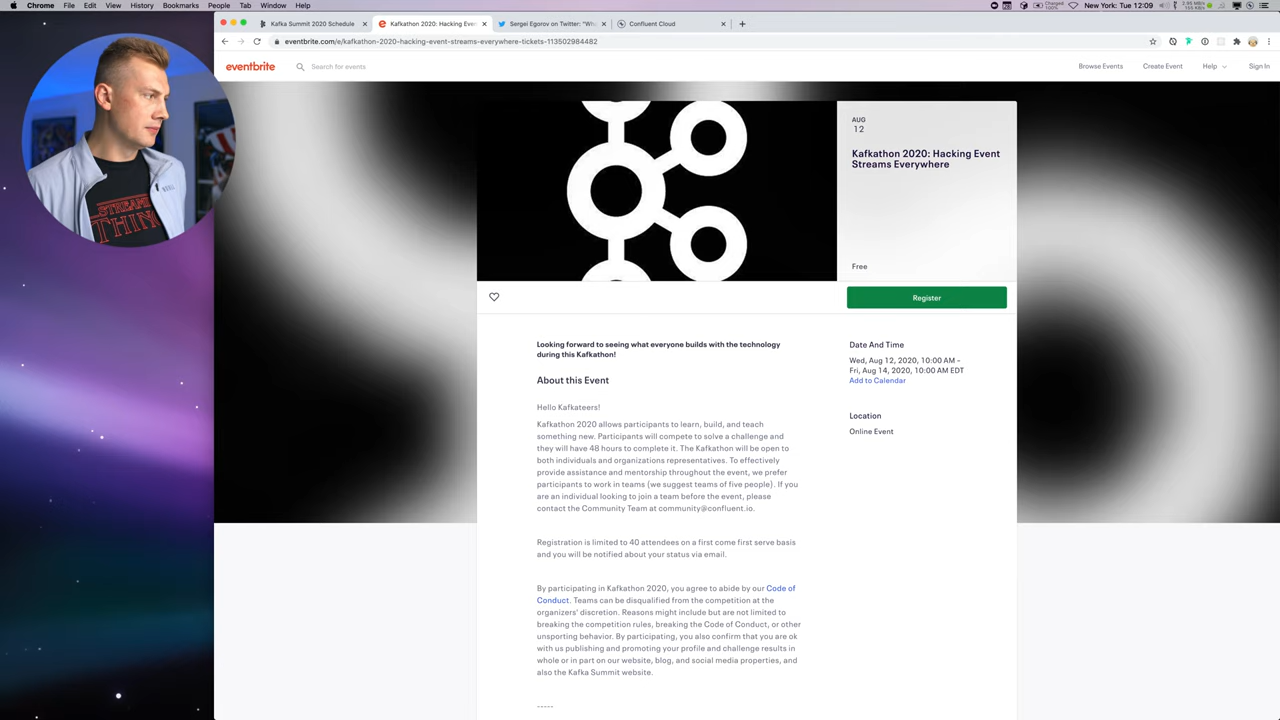 Chrome File Edit View History Bookmarks People Tab Window Help
New York: Tue 12:09
Kafka Summit 2020 Schedule
Kafkathon 2020: Hacking Even
Sergei Egorov on Twitter: "Wh
Confluent Cloud
eventbrite.com/e/kafkathon-2020-hacking-event-streams-everywhere-tickets-113502984482
eventbrite
Search for events
Browse Events
Create Event
Help
Sign In
STREAMING
THING
AUG
12
Kafkathon 2020: Hacking Event
Streams Everywhere
Free
Register
Looking forward to seeing what everyone builds with the technology
during this Kafkathon!
About this Event
Hello Kafkateers!
Kafkathon 2020 allows participants to learn, build, and teach
something new. Participants will compete to solve a challenge and
they will have 48 hours to complete it. The Kafkathon will be open to
both individuals and organizations representatives. To effectively
provide assistance and mentorship throughout the event, we prefer
participants to work in teams (we suggest teams of five people). If you
are an individual looking to join a team before the event, please
contact the Community Team at community@confluent.io.
Registration is limited to 40 attendees on a first come first serve basis
and you will be notified about your status via email.
By participating in Kafkathon 2020, you agree to abide by our Code of
Conduct. Teams can be disqualified from the competition at the
organizers' discretion. Reasons might include but are not limited to
breaking the competition rules, breaking the Code of Conduct, or other
unsporting behavior. By participating, you also confirm that you are ok
with us publishing and promoting your profile and challenge results in
whole or in part on our website, blog, and social media properties, and
also the Kafka Summit website.
-----
Date And Time
Wed, Aug 12, 2020, 10:00 AM –
Fri, Aug 14, 2020, 10:00 AM EDT
Add to Calendar
Location
Online Event